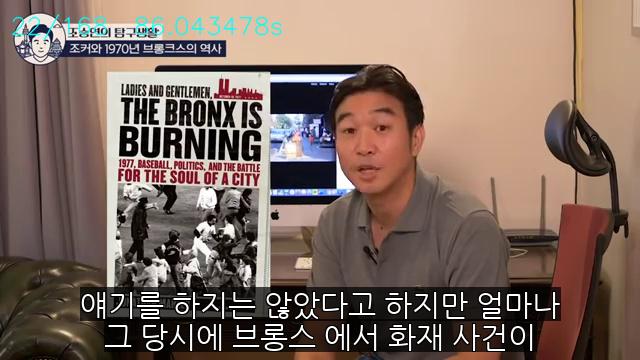 22/168, 86.043478s
조승연의 탐구생활
조커와 1970년 브롱크스의 역사
LADIES AND GENTLEMEN,
THE BRONX IS
BURNING
1977, BASEBALL, POLITICS, AND THE BATTLE
FOR THE SOUL OF A CITY
얘기를 하지는 않았다고 하지만 얼마나
그 당시에 브롱스 에서 화재 사건이